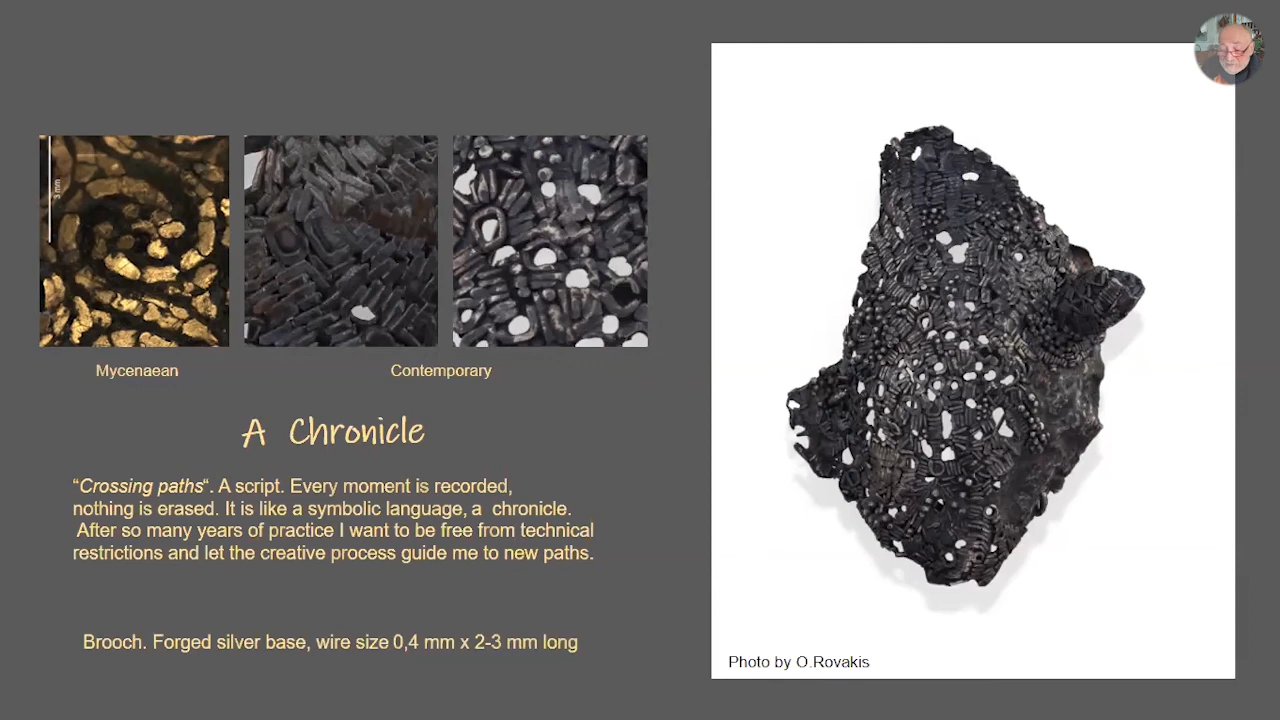 3 mm
Mycenaean
Contemporary
A Chronicle
“Crossing paths“. A script. Every moment is recorded,
nothing is erased. It is like a symbolic language, a chronicle.
After so many years of practice I want to be free from technical
restrictions and let the creative process guide me to new paths.
Brooch. Forged silver base, wire size 0,4 mm x 2-3 mm long
Photo by O.Rovakis